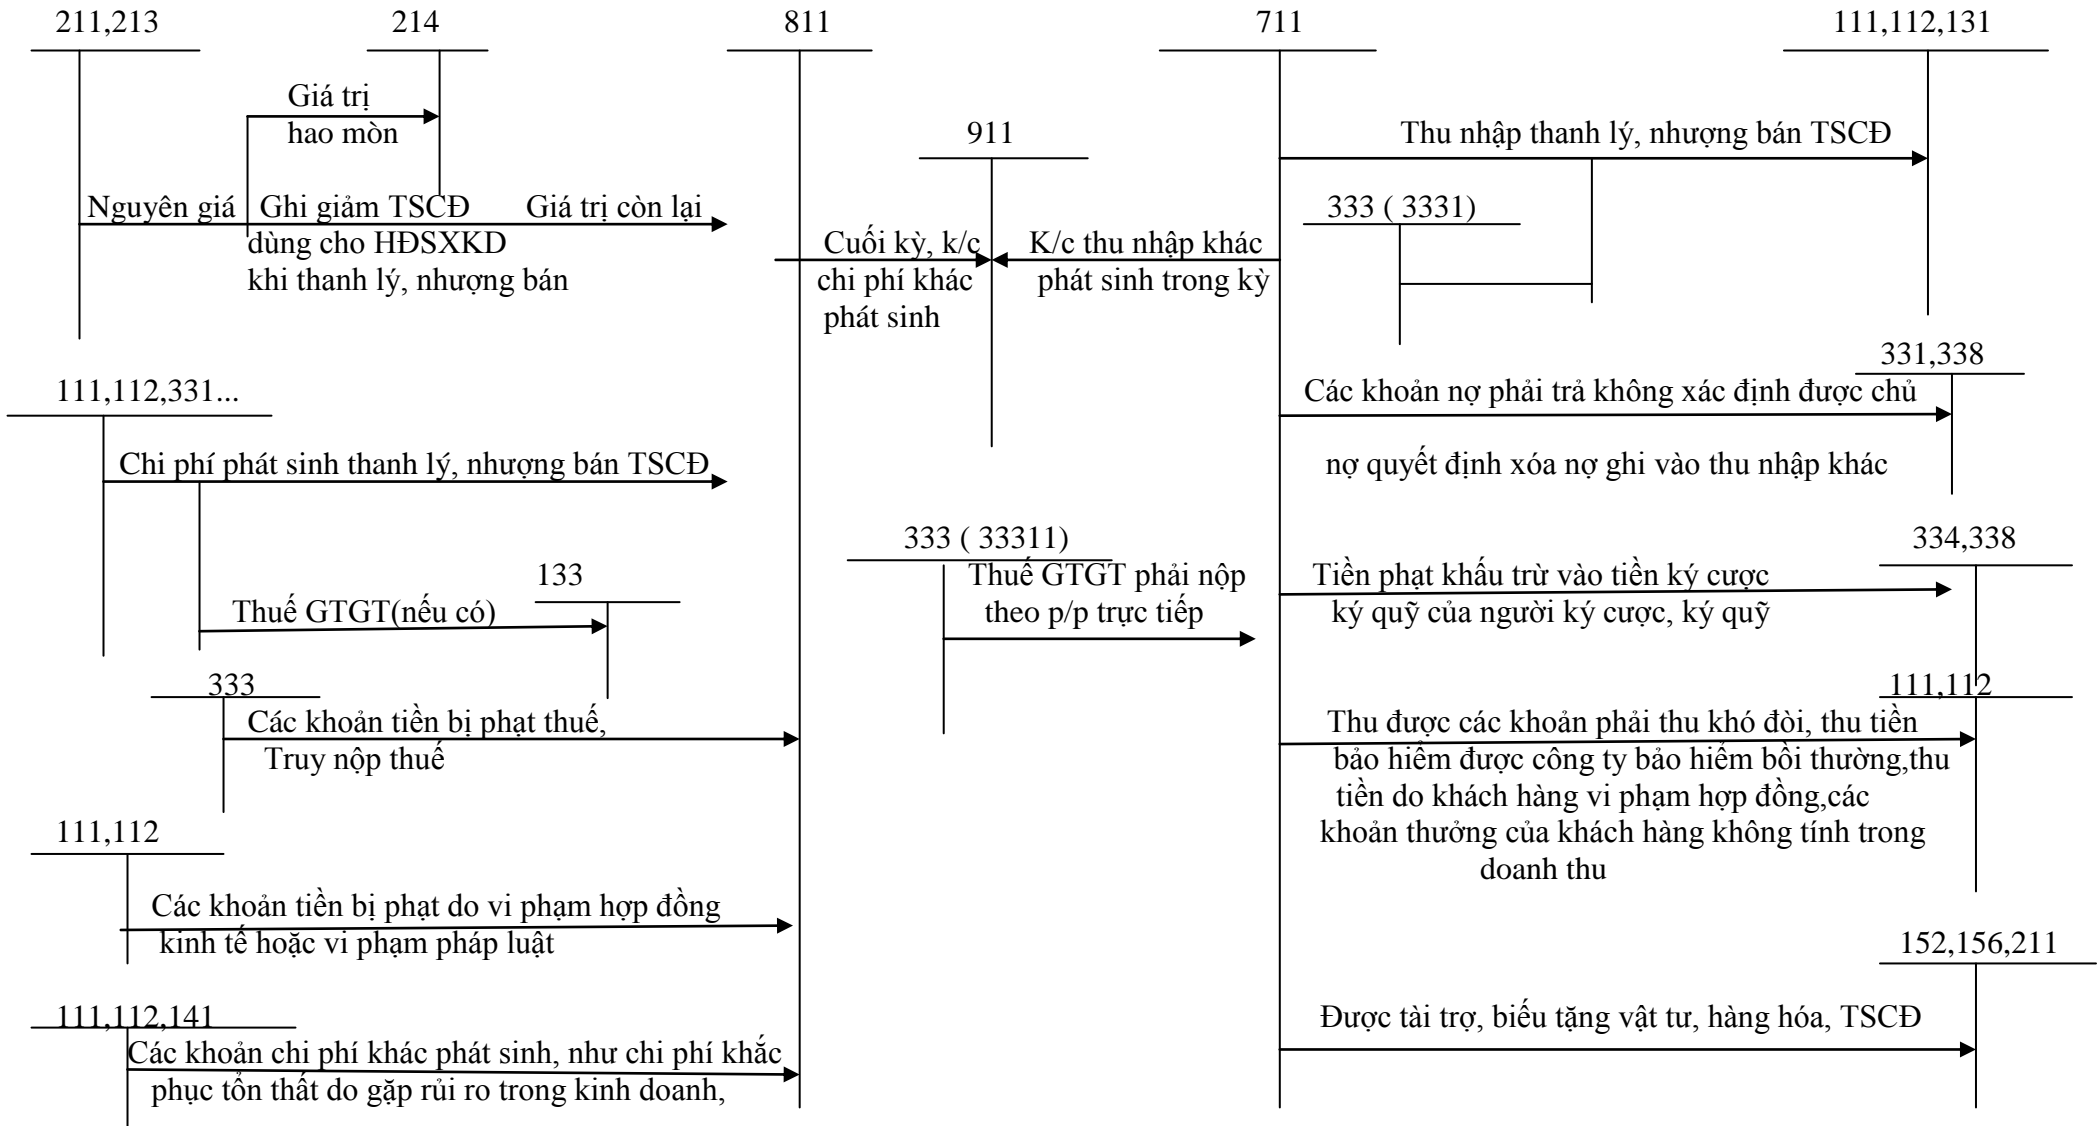 211,213
214
811
711
111,112,131
Giá trị
hao mòn
911
Thu nhập thanh lý, nhượng bán TSCĐ
Nguyên giá
Ghi giảm TSCĐ
dùng cho HĐSXKD
khi thanh lý, nhượng bán
Giá trị còn lại
333 ( 3331)
Cuối kỳ, k/c
chi phí khác
phát sinh
K/c thu nhập khác
phát sinh trong kỳ
331,338
111,112,331...
Các khoản nợ phải trả không xác định được chủ
nợ quyết định xóa nợ ghi vào thu nhập khác
Chi phí phát sinh thanh lý, nhượng bán TSCĐ
333 ( 33311)
334,338
Thuế GTGT phải nộp
theo p/p trực tiếp
Tiền phạt khấu trừ vào tiền ký cược
ký quỹ của người ký cược, ký quỹ
133
Thuế GTGT(nếu có)
333
111,112
Các khoản tiền bị phạt thuế,
Truy nộp thuế
Thu được các khoản phải thu khó đòi, thu tiền
bảo hiểm được công ty bảo hiểm bồi thường,thu
tiền do khách hàng vi phạm hợp đồng,các
khoản thưởng của khách hàng không tính trong
doanh thu
111,112
Các khoản tiền bị phạt do vi phạm hợp đồng
kinh tế hoặc vi phạm pháp luật
152,156,211
111,112,141
Được tài trợ, biếu tặng vật tư, hàng hóa, TSCĐ
Các khoản chi phí khác phát sinh, như chi phí khắc
phục tổn thất do gặp rủi ro trong kinh doanh,